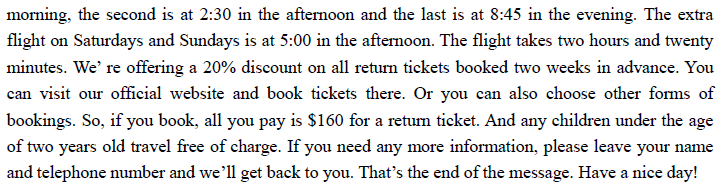 morning, the second is at 2:30 in the afternoon and the last is at 8:45 in the evening. The extra
flight on Saturdays and Sundays is at 5:00 in the afternoon. The flight takes two hours and twenty
minutes. We’ re offering a 20% discount on all return tickets booked two weeks in advance. You
can visit our official website and book tickets there. Or you can also choose other forms of
bookings. So, if you book, all you pay is $160 for a return ticket. And any children under the age
of two years old travel free of charge. If you need any more information, please leave your name
and telephone number and we’ll get back to you. That’s the end of the message. Have a nice day!